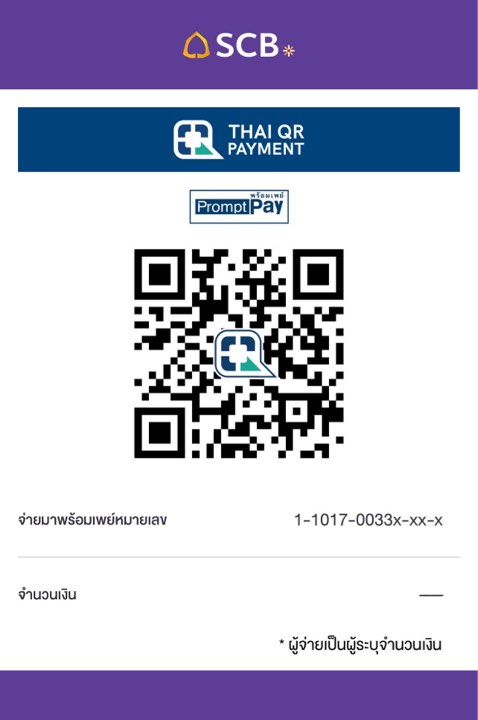 SCB
THAI QR
PAYMENT
พร้อมเพย์
PromptPay
จ่ายมาพร้อมเพย์หมายเลข 1-1017-0033x-xx-x
จำนวนเงิน —
* ผู้จ่ายเป็นผู้ระบุจำนวนเงิน